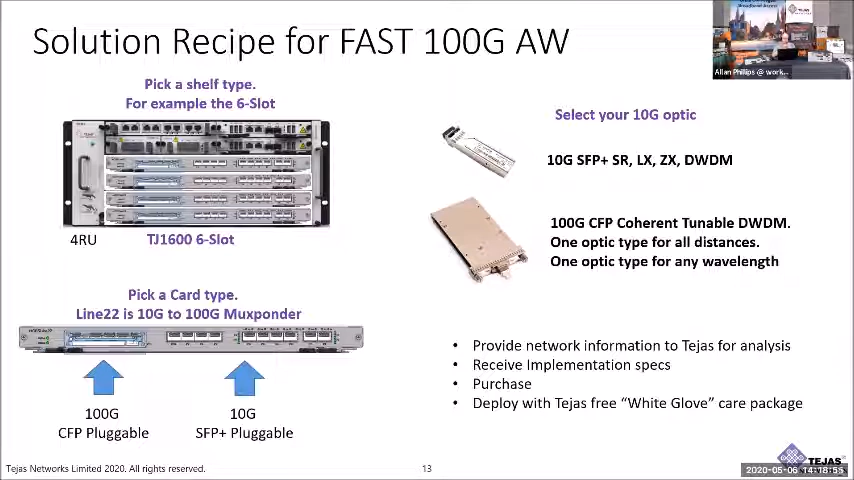 Solution Recipe for FAST 100G AW
Pick a shelf type.
For example the 6-Slot
4RU
TJ1600 6-Slot
Pick a Card type.
Line22 is 10G to 100G Muxponder
100G
CFP Pluggable
10G
SFP+ Pluggable
Select your 10G optic
10G SFP+ SR, LX, ZX, DWDM
100G CFP Coherent Tunable DWDM.
One optic type for all distances.
One optic type for any wavelength
• Provide network information to Tejas for analysis
• Receive Implementation specs
• Purchase
• Deploy with Tejas free “White Glove” care package
Allan Phillips @ work...
TEJAS
Tejas Networks Limited 2020. All rights reserved.
13
TEJAS
2020-05-06 14:18:55